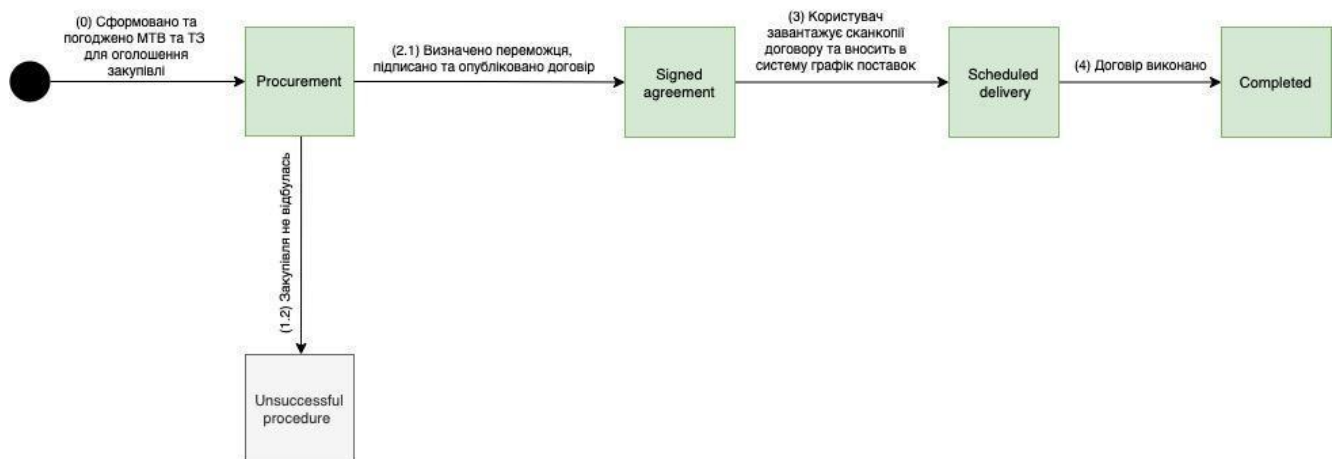 (0) Сформовано та
погоджено МТВ та ТЗ
для оголошення
закупівлі
Procurement
(2.1) Визначено переможця,
підписано та опубліковано договір
Signed
agreement
(3) Користувач
завантажує сканкопії
договору та вносить в
систему графік поставок
Scheduled
delivery
(4) Договір виконано
Completed
(1.2) Закупівля не відбулась
Unsuccessful
procedure